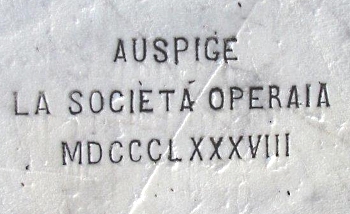 AUSPICE
LA SOCIETÀ OPERAIA
MDCCCLXXXVIII